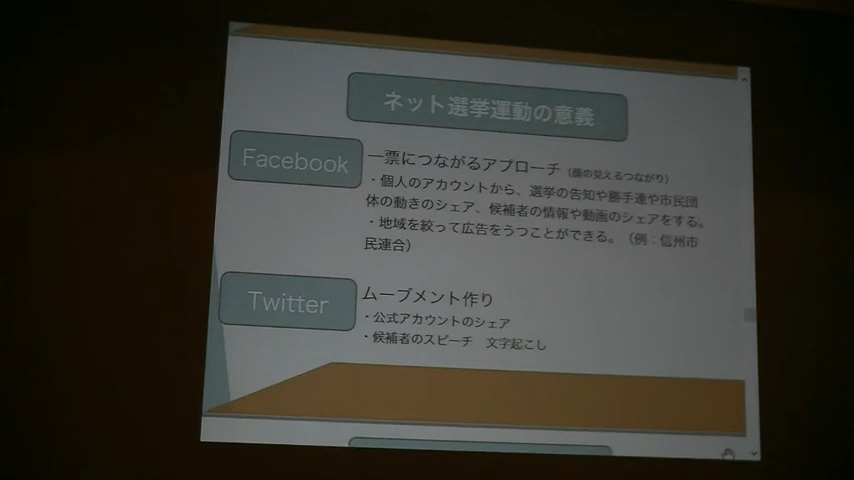 ネット選挙運動の意義
Facebook
一票につながるアプローチ（顔の見えるつながり）
・個人のアカウントから、選挙の告知や勝手連や市民団
体の動きのシェア、候補者の情報や動画のシェアをする。
・地域を絞って広告をうつことができる。（例：信州市
民連合）
Twitter
ムーブメント作り
・公式アカウントのシェア
・候補者のスピーチ　文字起こし